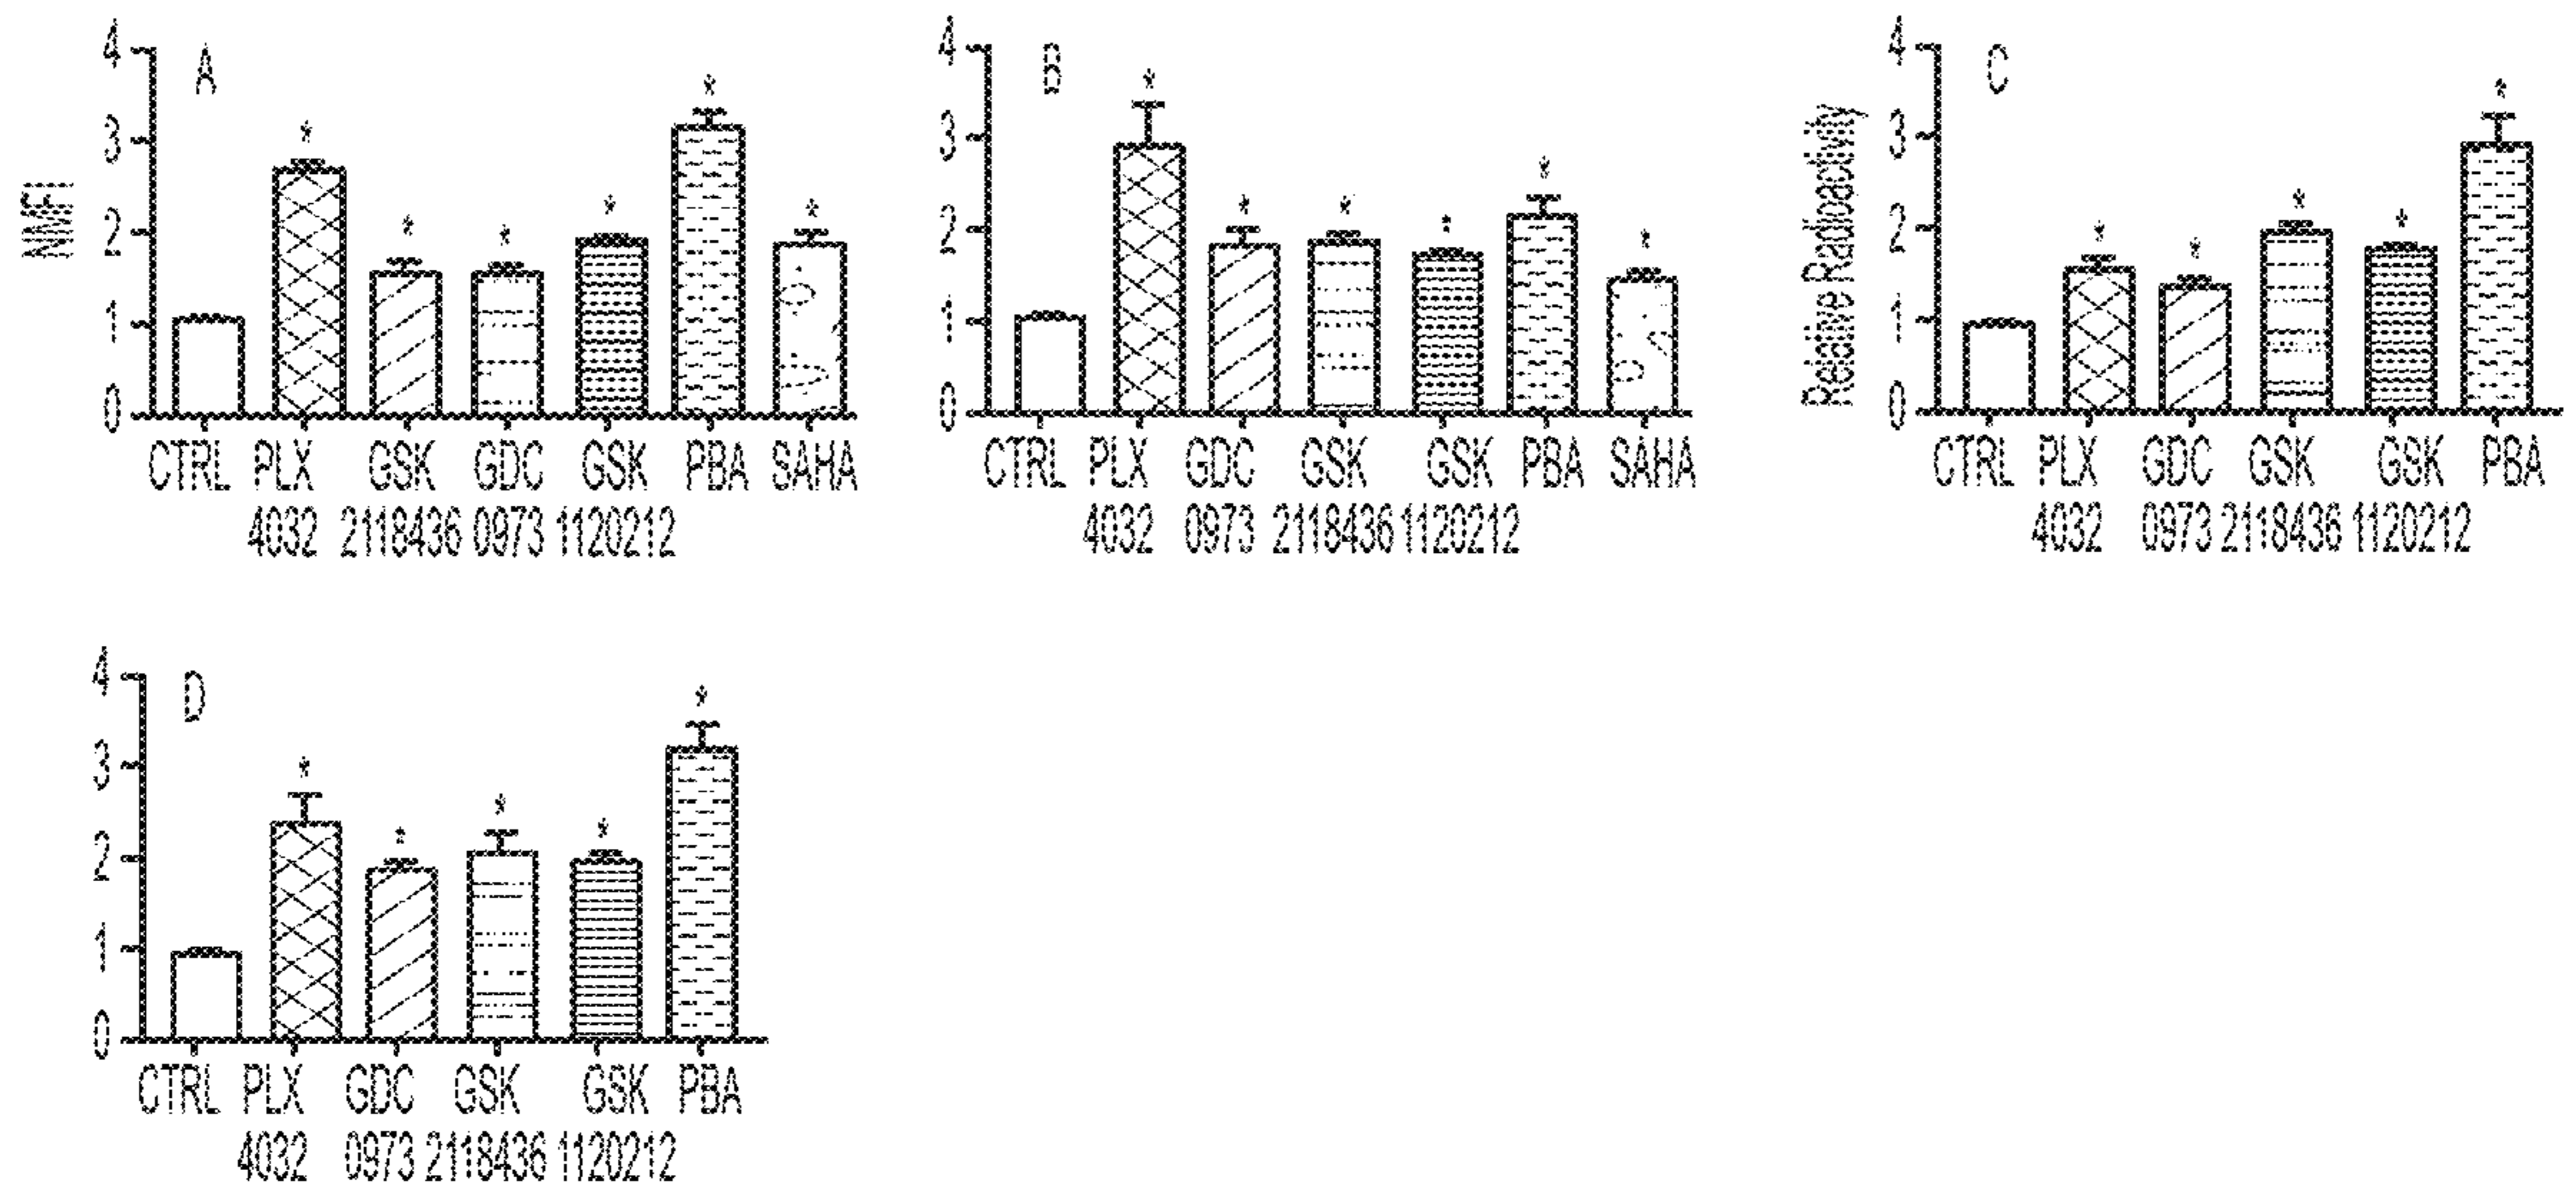 A
NMFI
4
3
2
1
0
* * * * * *
CTRL PLX GSK GDC GSK PBA SAHA
4032 2118436 0973 1120212
B
4
3
2
1
0
* * * * * *
CTRL PLX GDC GSK GSK PBA SAHA
4032 0973 2118436 1120212
C
Relative Radioactivity
4
3
2
1
0
* * * * *
CTRL PLX GDC GSK GSK PBA
4032 0973 2118436 1120212
D
4
3
2
1
0
* * * * *
CTRL PLX GDC GSK GSK PBA
4032 0973 2118436 1120212